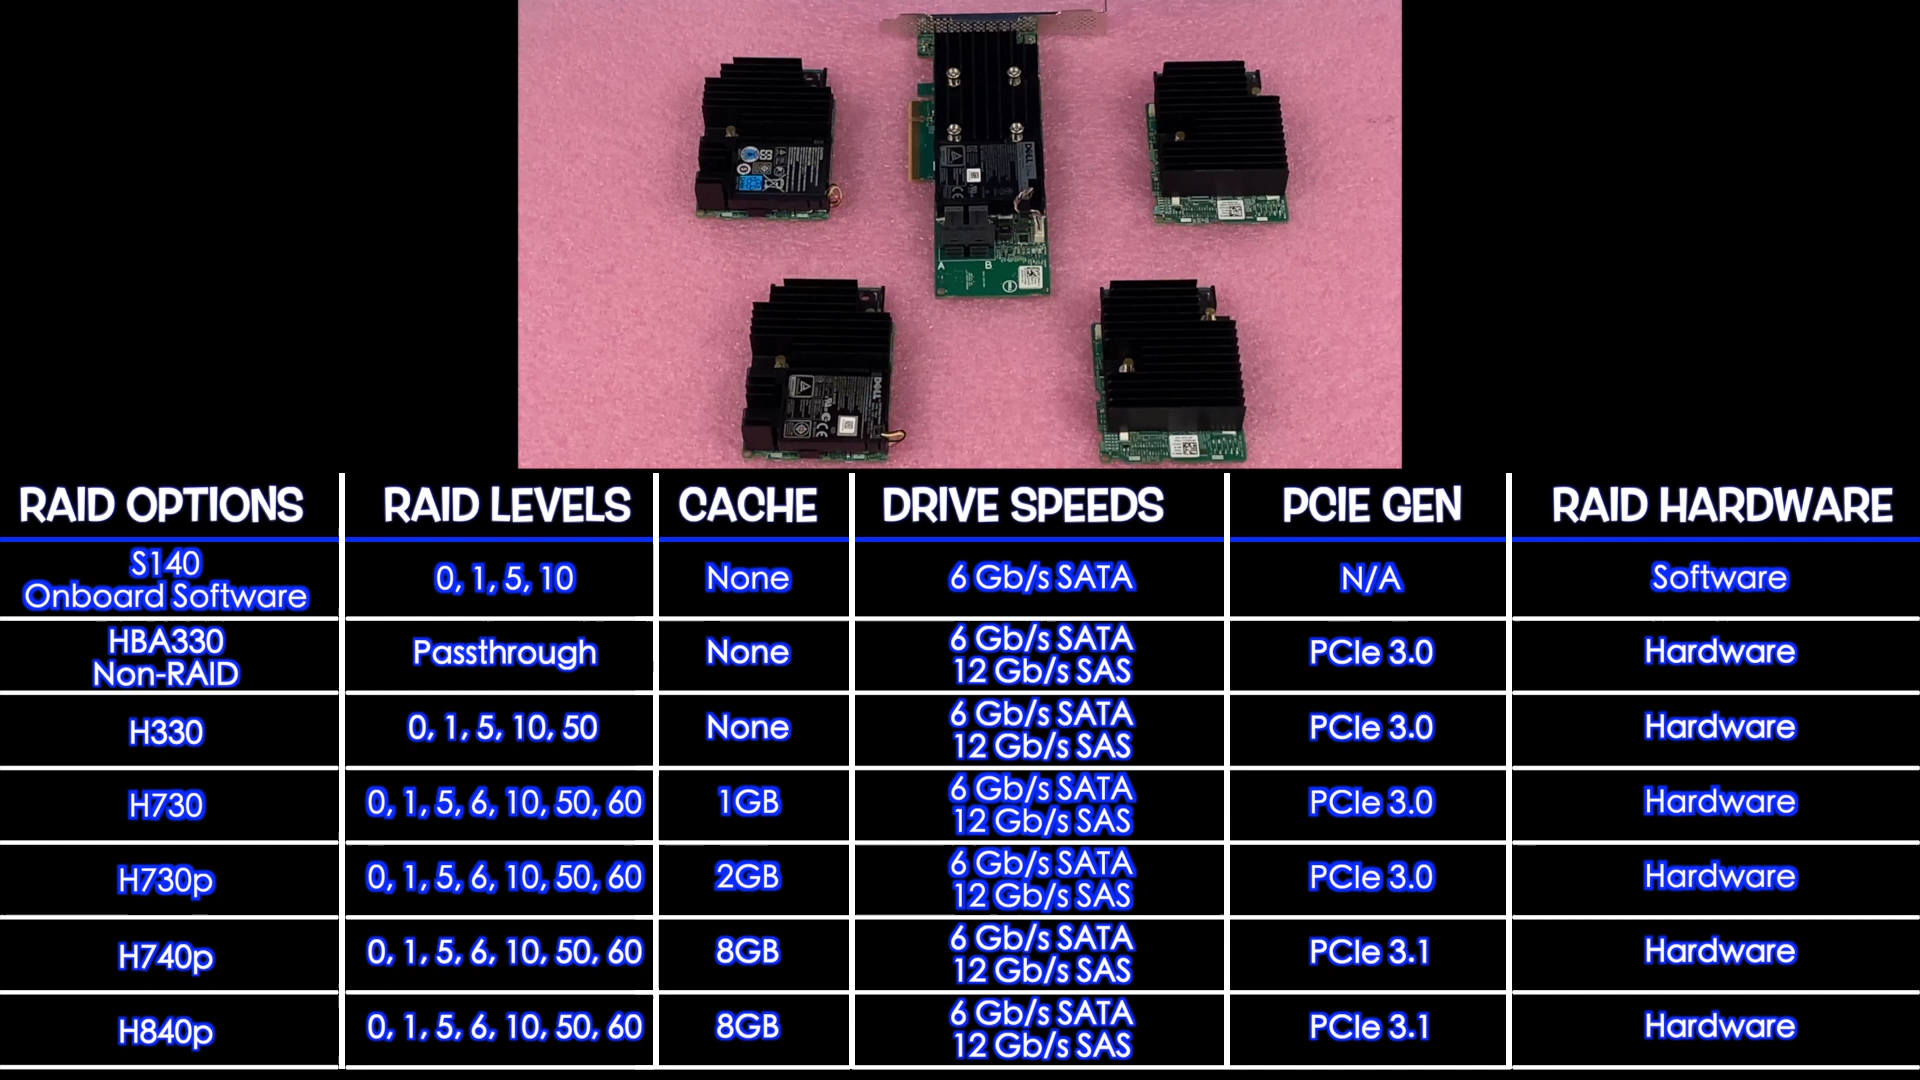 DELL
A
B
DELL
RAID OPTIONS
RAID LEVELS
CACHE
DRIVE SPEEDS
PCIE GEN
RAID HARDWARE
S140
Onboard Software
0, 1, 5, 10
None
6 Gb/s SATA
N/A
Software
HBA330
Non-RAID
Passthrough
None
6 Gb/s SATA
12 Gb/s SAS
PCIe 3.0
Hardware
H330
0, 1, 5, 10, 50
None
6 Gb/s SATA
12 Gb/s SAS
PCIe 3.0
Hardware
H730
0, 1, 5, 6, 10, 50, 60
1GB
6 Gb/s SATA
12 Gb/s SAS
PCIe 3.0
Hardware
H730p
0, 1, 5, 6, 10, 50, 60
2GB
6 Gb/s SATA
12 Gb/s SAS
PCIe 3.0
Hardware
H740p
0, 1, 5, 6, 10, 50, 60
8GB
6 Gb/s SATA
12 Gb/s SAS
PCIe 3.1
Hardware
H840p
0, 1, 5, 6, 10, 50, 60
8GB
6 Gb/s SATA
12 Gb/s SAS
PCIe 3.1
Hardware